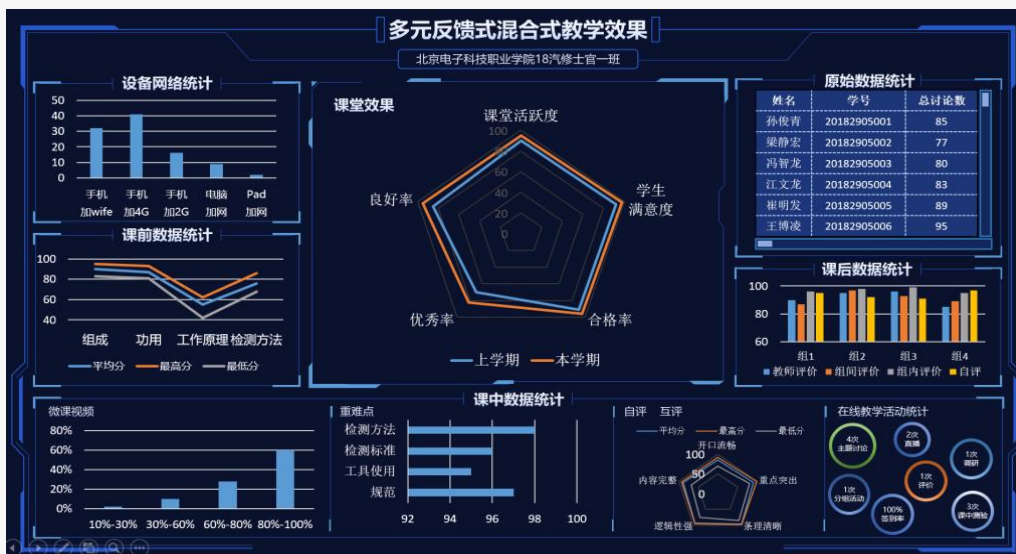 多元反馈式混合式教学效果
北京电子科技职业学院18汽修士官一班
设备网络统计
50
40
30
20
10
0
手机 手机 手机 电脑 Pad
加wife 加4G 加2G 加网 加网
课前数据统计
100
80
60
40
组成 功用 工作原理 检测方法
平均分 最高分 最低分
课堂效果
课堂活跃度
100
80
60
40
20
0
良好率
学生
满意度
优秀率
合格率
上学期 本学期
原始数据统计
姓名 学号 总讨论数
孙俊青 20182905001 85
梁静宏 20182905002 77
冯智龙 20182905003 80
江文龙 20182905004 83
崔明发 20182905005 89
王博凌 20182905006 95
课后数据统计
100
80
60
组1 组2 组3 组4
教师评价 组间评价 组内评价 自评
课中数据统计
微课视频
80%
60%
40%
20%
0%
10%-30% 30%-60% 60%-80% 80%-100%
重难点
检测方法
检测标准
工具使用
规范
92 94 96 98 100
自评 互评
平均分 最高分 最低分
开口流畅
100
50
0
内容完整
重点突出
逻辑性强
条理清晰
在线教学活动统计
4次
主题讨论
2次
直播
1次
调研
1次
评价
1次
分组活动
100%
签到率
3次
课中测验